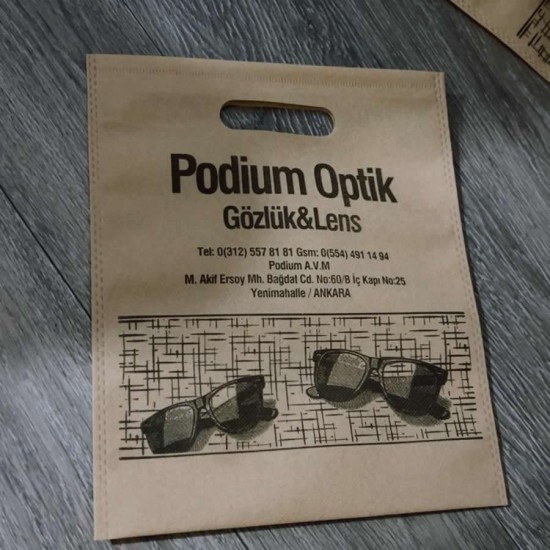 Podium Optik
Gözlük&Lens
Tel: 0(312) 557 81 81 Gsm: 0(554) 491 14 94
Podium A.V.M
M. Akif Ersoy Mh. Bağdat Cd. No:60/B İç Kapı No:25
Yenimahalle / ANKARA